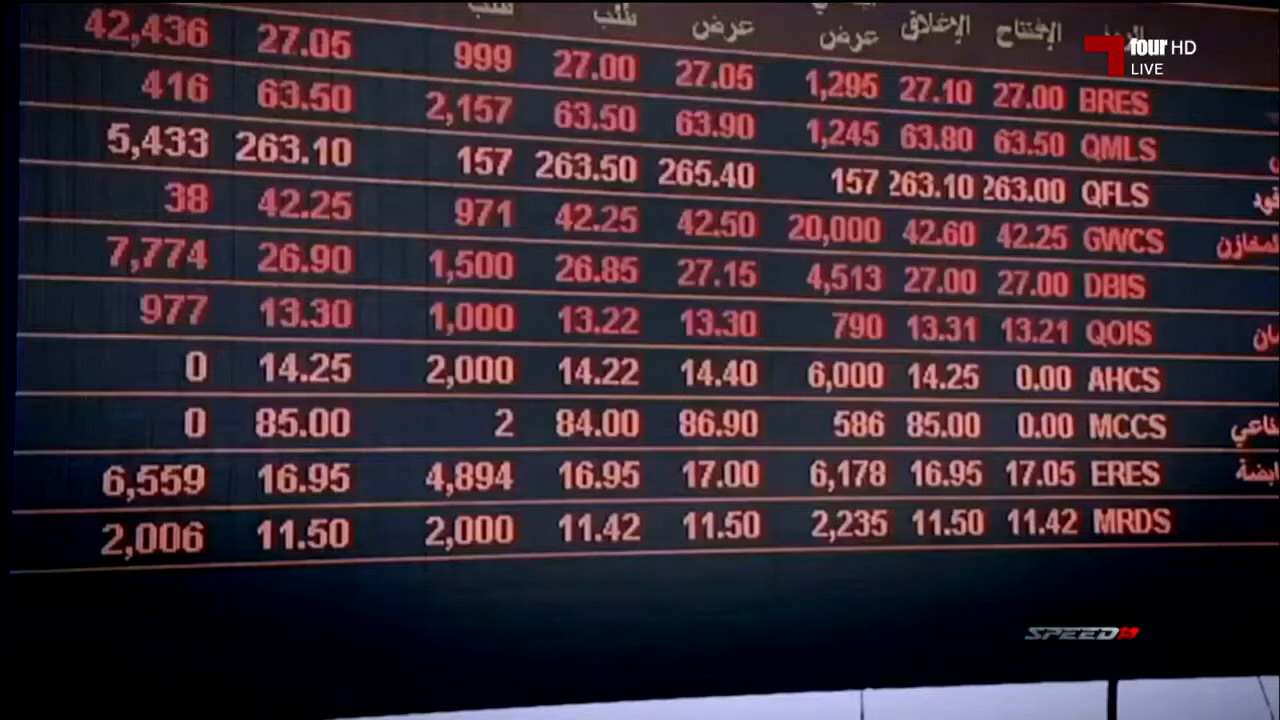 طلب عرض عرض الإغلاق الإفتتاح
four HD
LIVE
42,436 27.05 999 27.00 27.05 1,295 27.10 27.00 BRES
416 63.50 2,157 63.50 63.90 1,245 63.80 63.50 QMLS
5,433 263.10 157 263.50 265.40 157 263.10 263.00 QFLS
38 42.25 971 42.25 42.50 20,000 42.60 42.25 GWCS
7,774 26.90 1,500 26.85 27.15 4,513 27.00 27.00 DBIS
977 13.30 1,000 13.22 13.30 790 13.31 13.21 QOIS
0 14.25 2,000 14.22 14.40 6,000 14.25 0.00 AHCS
0 85.00 2 84.00 86.90 586 85.00 0.00 MCCS
6,559 16.95 4,894 16.95 17.00 6,178 16.95 17.05 ERES
2,006 11.50 2,000 11.42 11.50 2,235 11.50 11.42 MRDS
SPEED